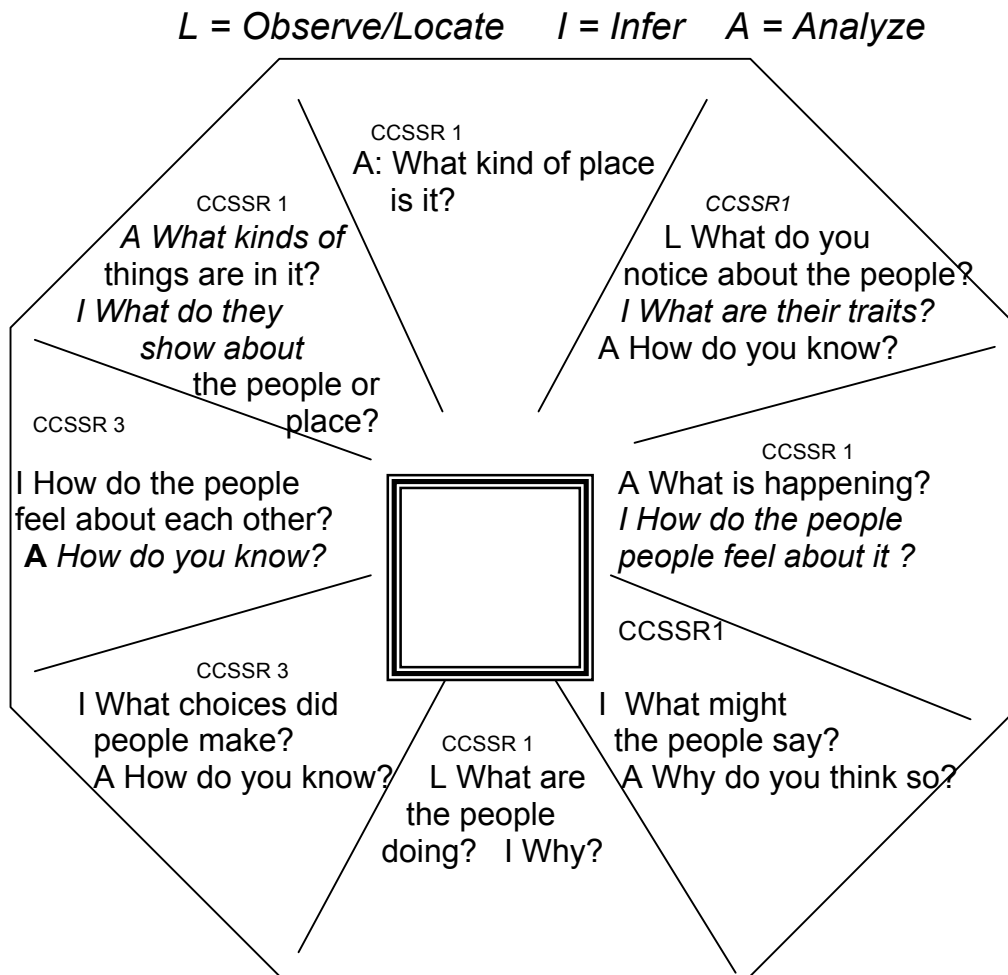 L = Observe/Locate I = Infer A = Analyze
CCSSR 1
A: What kind of place
is it?
CCSSR 1
A What kinds of
things are in it?
I What do they
show about
the people or
place?
CCSSR1
L What do you
notice about the people?
I What are their traits?
A How do you know?
CCSSR 3
I How do the people
feel about each other?
A How do you know?
CCSSR 1
A What is happening?
I How do the people
people feel about it ?
CCSSR 3
I What choices did
people make?
A How do you know?
CCSSR 1
L What are
the people
doing? I Why?
CCSSR1
I What might
the people say?
A Why do you think so?